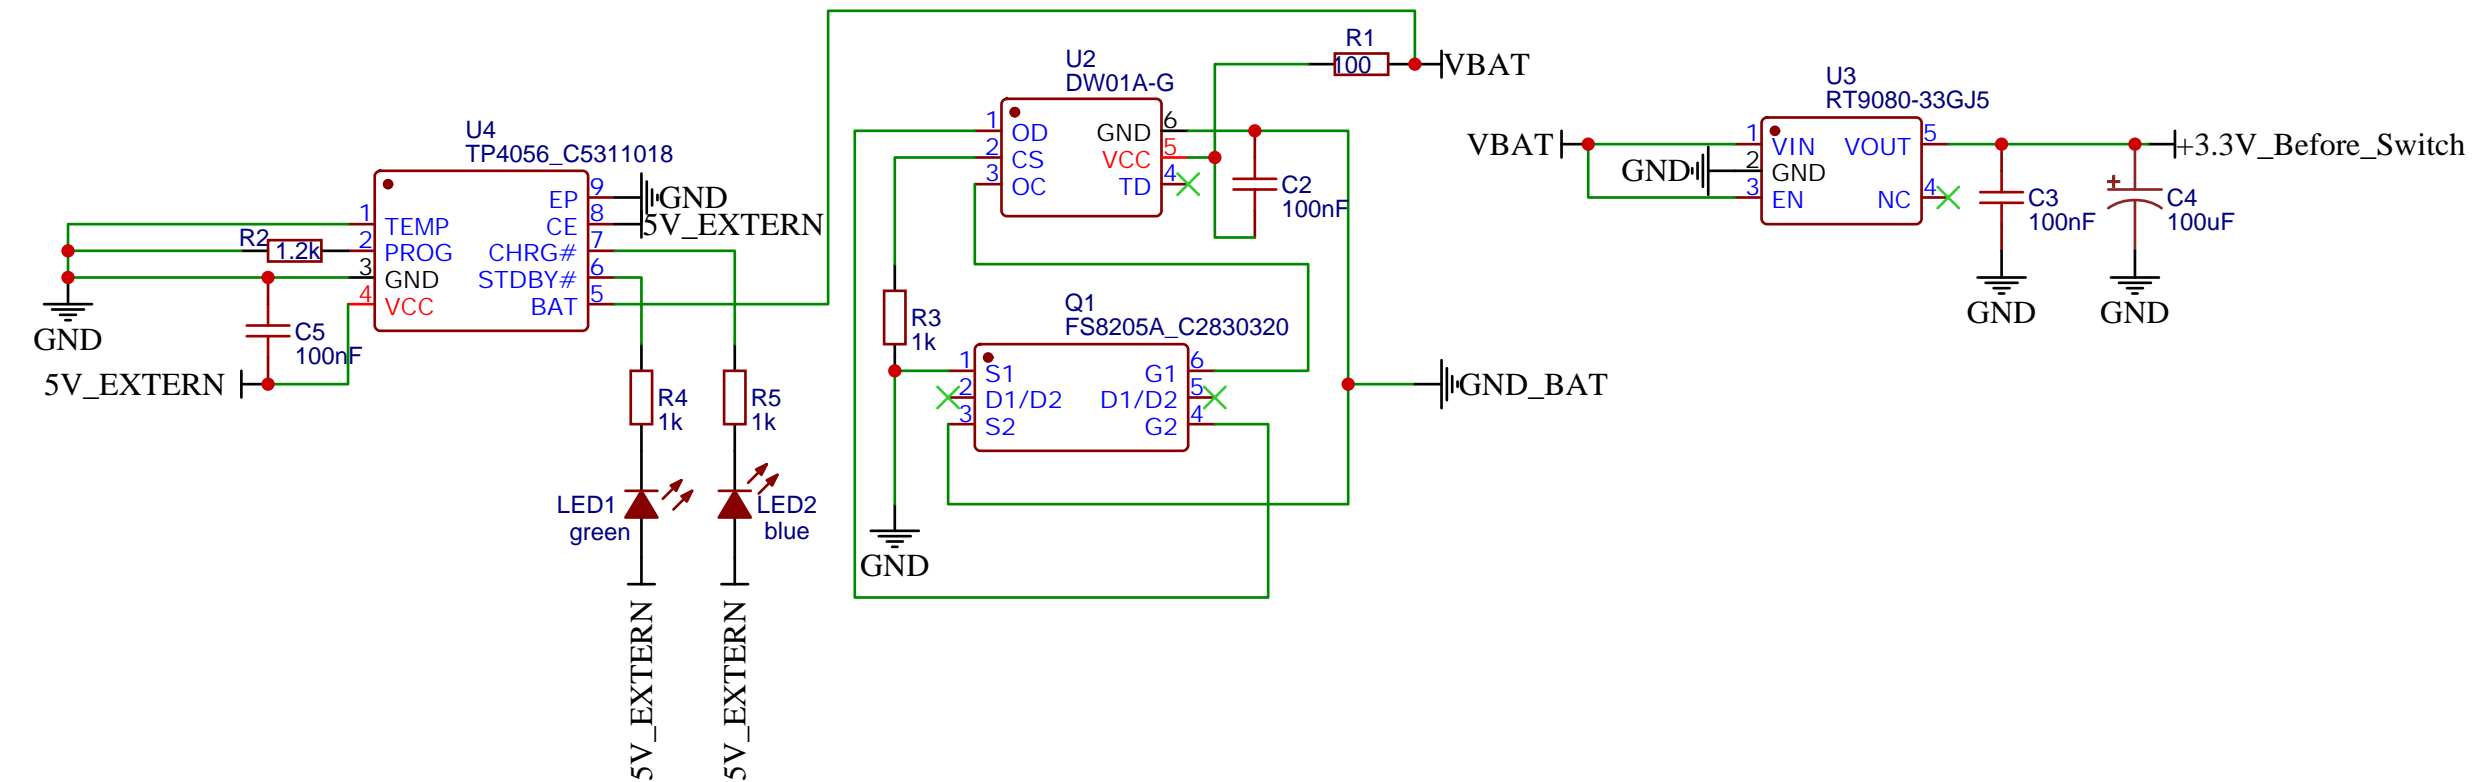 U4
TP4056_C5311018
1
TEMP
2
PROG
3
GND
4
VCC
EP
9
CE
8
CHRG#
7
STDBY#
6
BAT
5
GND
5V_EXTERN
R2
1.2k
GND
C5
100nF
5V_EXTERN
R4
1k
R5
1k
LED1
green
LED2
blue
5V_EXTERN
5V_EXTERN
U2
DW01A-G
1
OD
2
CS
3
OC
GND
6
VCC
5
TD
4
R1
100
VBAT
C2
100nF
R3
1k
Q1
FS8205A_C2830320
1
S1
2
D1/D2
3
S2
G1
6
D1/D2
5
G2
4
GND
GND_BAT
U3
RT9080-33GJ5
VBAT
GND
1
VIN
2
GND
3
EN
VOUT
5
NC
4
+3.3V_Before_Switch
C3
100nF
C4
100uF
GND
GND